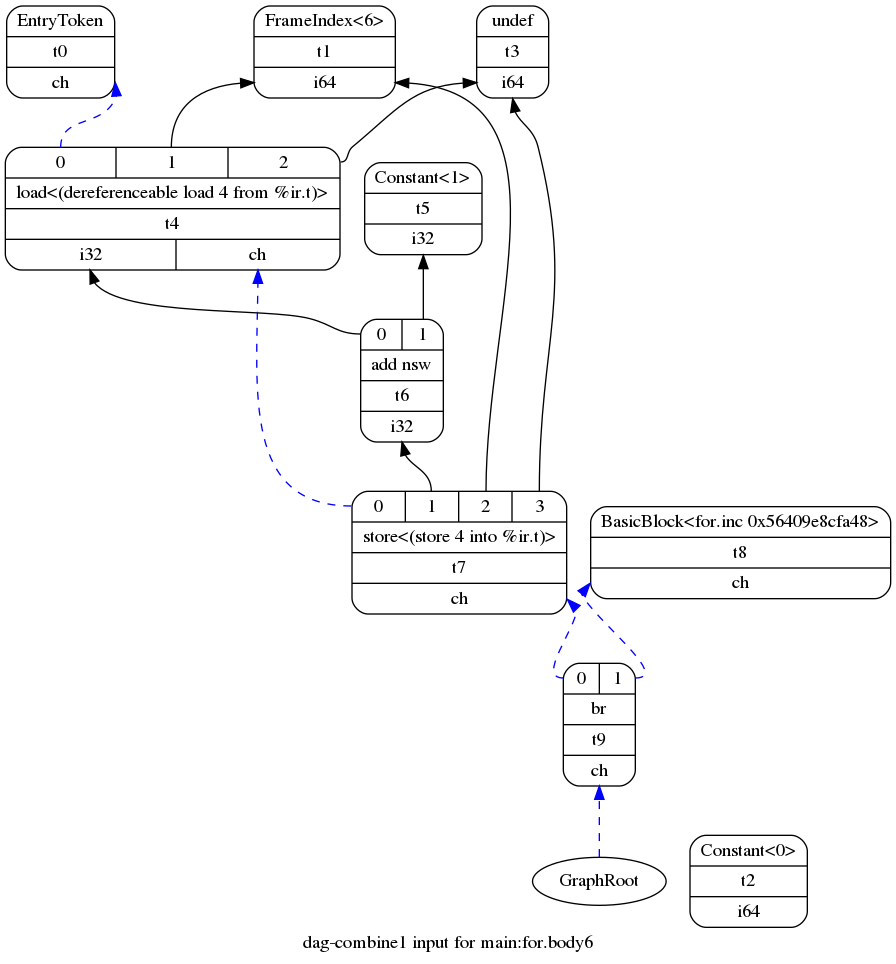 EntryToken
t0
ch
FrameIndex<6>
t1
i64
undef
t3
i64
0 1 2
load<(dereferenceable load 4 from %ir.t)>
t4
i32 ch
Constant<1>
t5
i32
0 1
add nsw
t6
i32
0 1 2 3
store<(store 4 into %ir.t)>
t7
ch
BasicBlock<for.inc 0x56409e8cfa48>
t8
ch
0 1
br
t9
ch
GraphRoot
Constant<0>
t2
i64
dag-combine1 input for main:for.body6